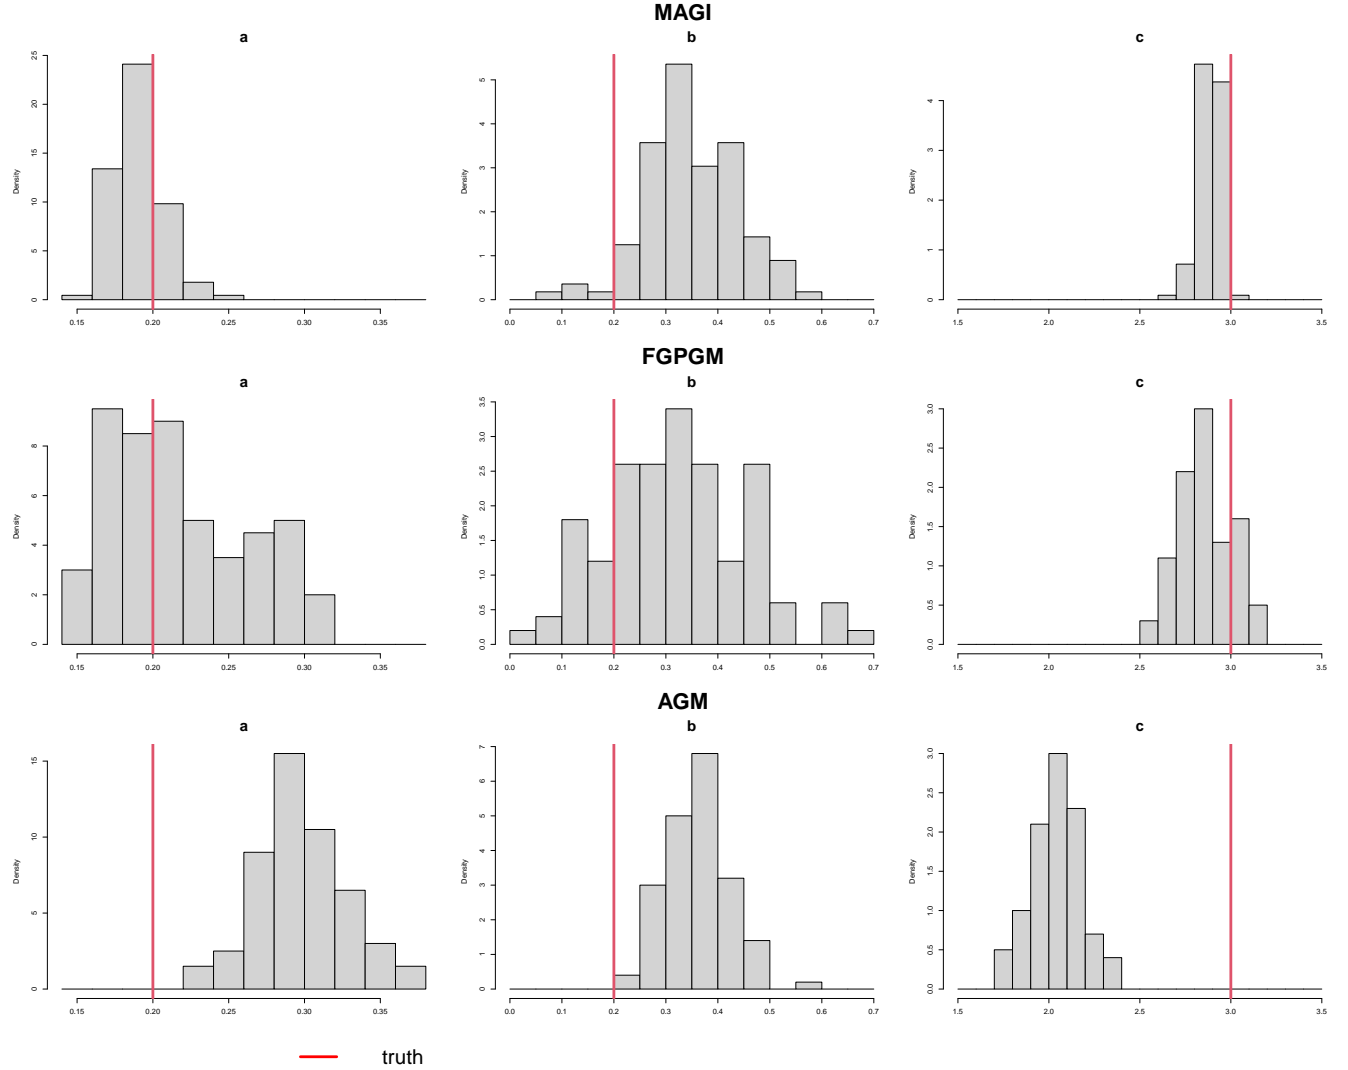 MAGI
a
b
c
Density
0 5 10 15 20 25
0.15 0.20 0.25 0.30 0.35
Density
0 1 2 3 4 5
0.0 0.1 0.2 0.3 0.4 0.5 0.6 0.7
Density
0 1 2 3 4
1.5 2.0 2.5 3.0 3.5
FGPGM
a
b
c
Density
0 2 4 6 8
0.15 0.20 0.25 0.30 0.35
Density
0.0 0.5 1.0 1.5 2.0 2.5 3.0 3.5
0.0 0.1 0.2 0.3 0.4 0.5 0.6 0.7
Density
0.0 0.5 1.0 1.5 2.0 2.5 3.0
1.5 2.0 2.5 3.0 3.5
AGM
a
b
c
Density
0 5 10 15
0.15 0.20 0.25 0.30 0.35
Density
0 1 2 3 4 5 6 7
0.0 0.1 0.2 0.3 0.4 0.5 0.6 0.7
Density
0.0 0.5 1.0 1.5 2.0 2.5 3.0
1.5 2.0 2.5 3.0 3.5
truth